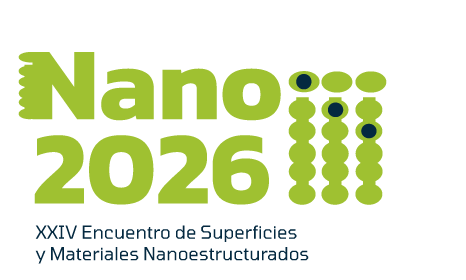 Nano
2026
XXIV Encuentro de Superficies
y Materiales Nanoestructurados